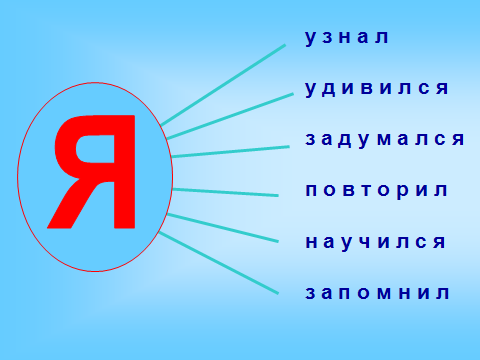 Я
узнал
удивился
задумался
повторил
научился
запомнил